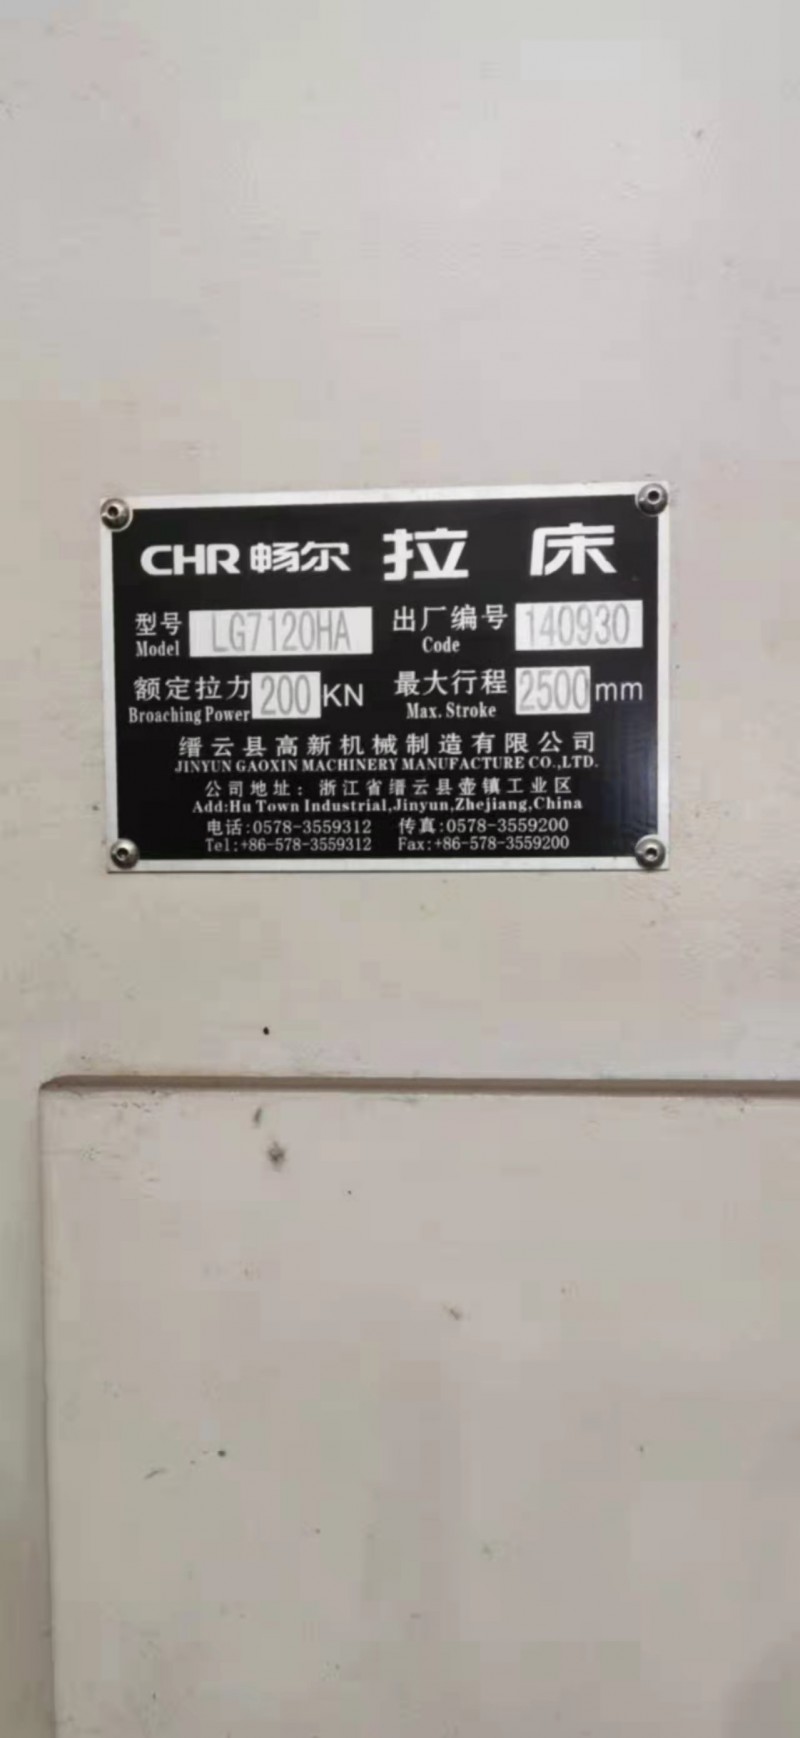 CHR 畅尔 拉床
型号 LG7120HA 出厂编号 140930
Model Code
额定拉力 200 KN 最大行程 2500 mm
Broaching Power Max. Stroke
缙云县高新机械制造有限公司
JINYUN GAOXIN MACHINERY MANUFACTURE CO.,LTD.
公司地址：浙江省缙云县壶镇工业区
Add:Hu Town Industrial,Jinyun,Zhejiang,China
电话:0578-3559312 传真:0578-3559200
Tel:+86-578-3559312 Fax:+86-578-3559200